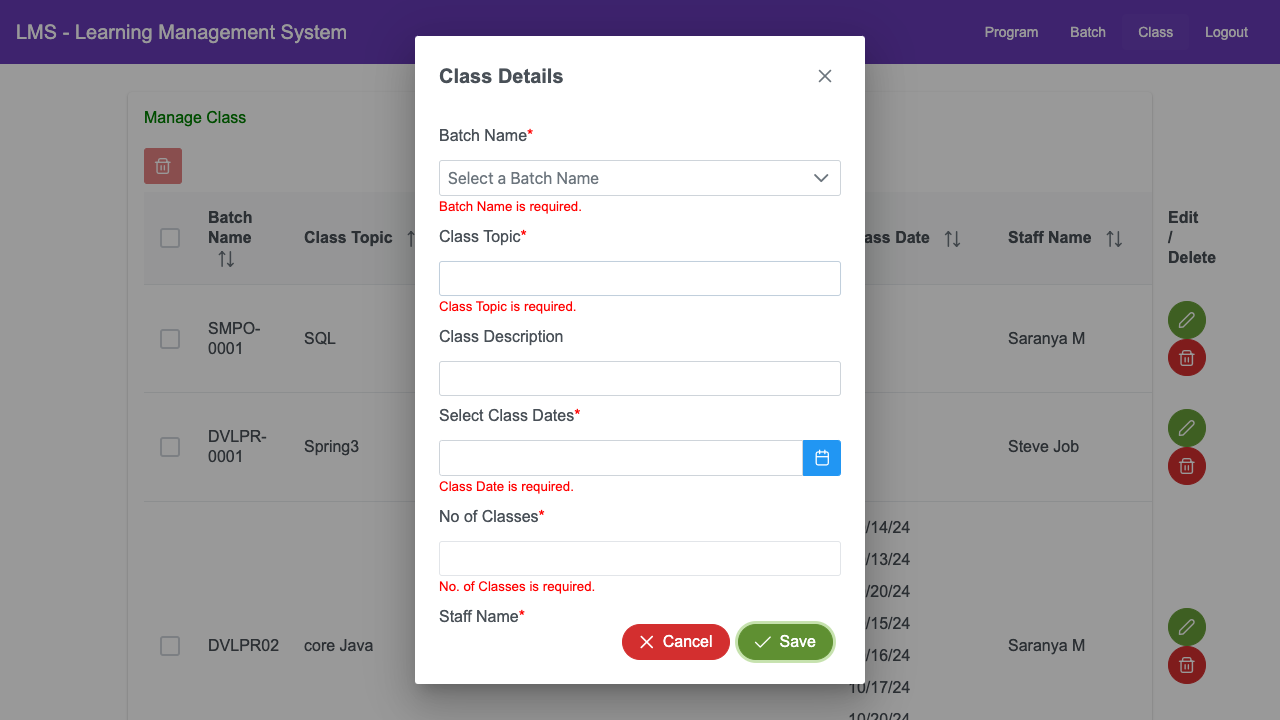 LMS - Learning Management System
Program
Batch
Class
Logout
Manage Class
Batch Name
Class Topic
Class Details
Batch Name*
Select a Batch Name
Batch Name is required.
Class Topic*
Class Topic is required.
Class Description
Select Class Dates*
Class Date is required.
No of Classes*
No. of Classes is required.
Staff Name*
Cancel
Save
Date
Staff Name
Edit
/
Delete
SMPO-
0001
SQL
Saranya M
DVLPR-
0001
Spring3
Steve Job
DVLPR02
core Java
/14/24
/13/24
/20/24
/15/24
/16/24
10/17/24
10/20/24
Saranya M